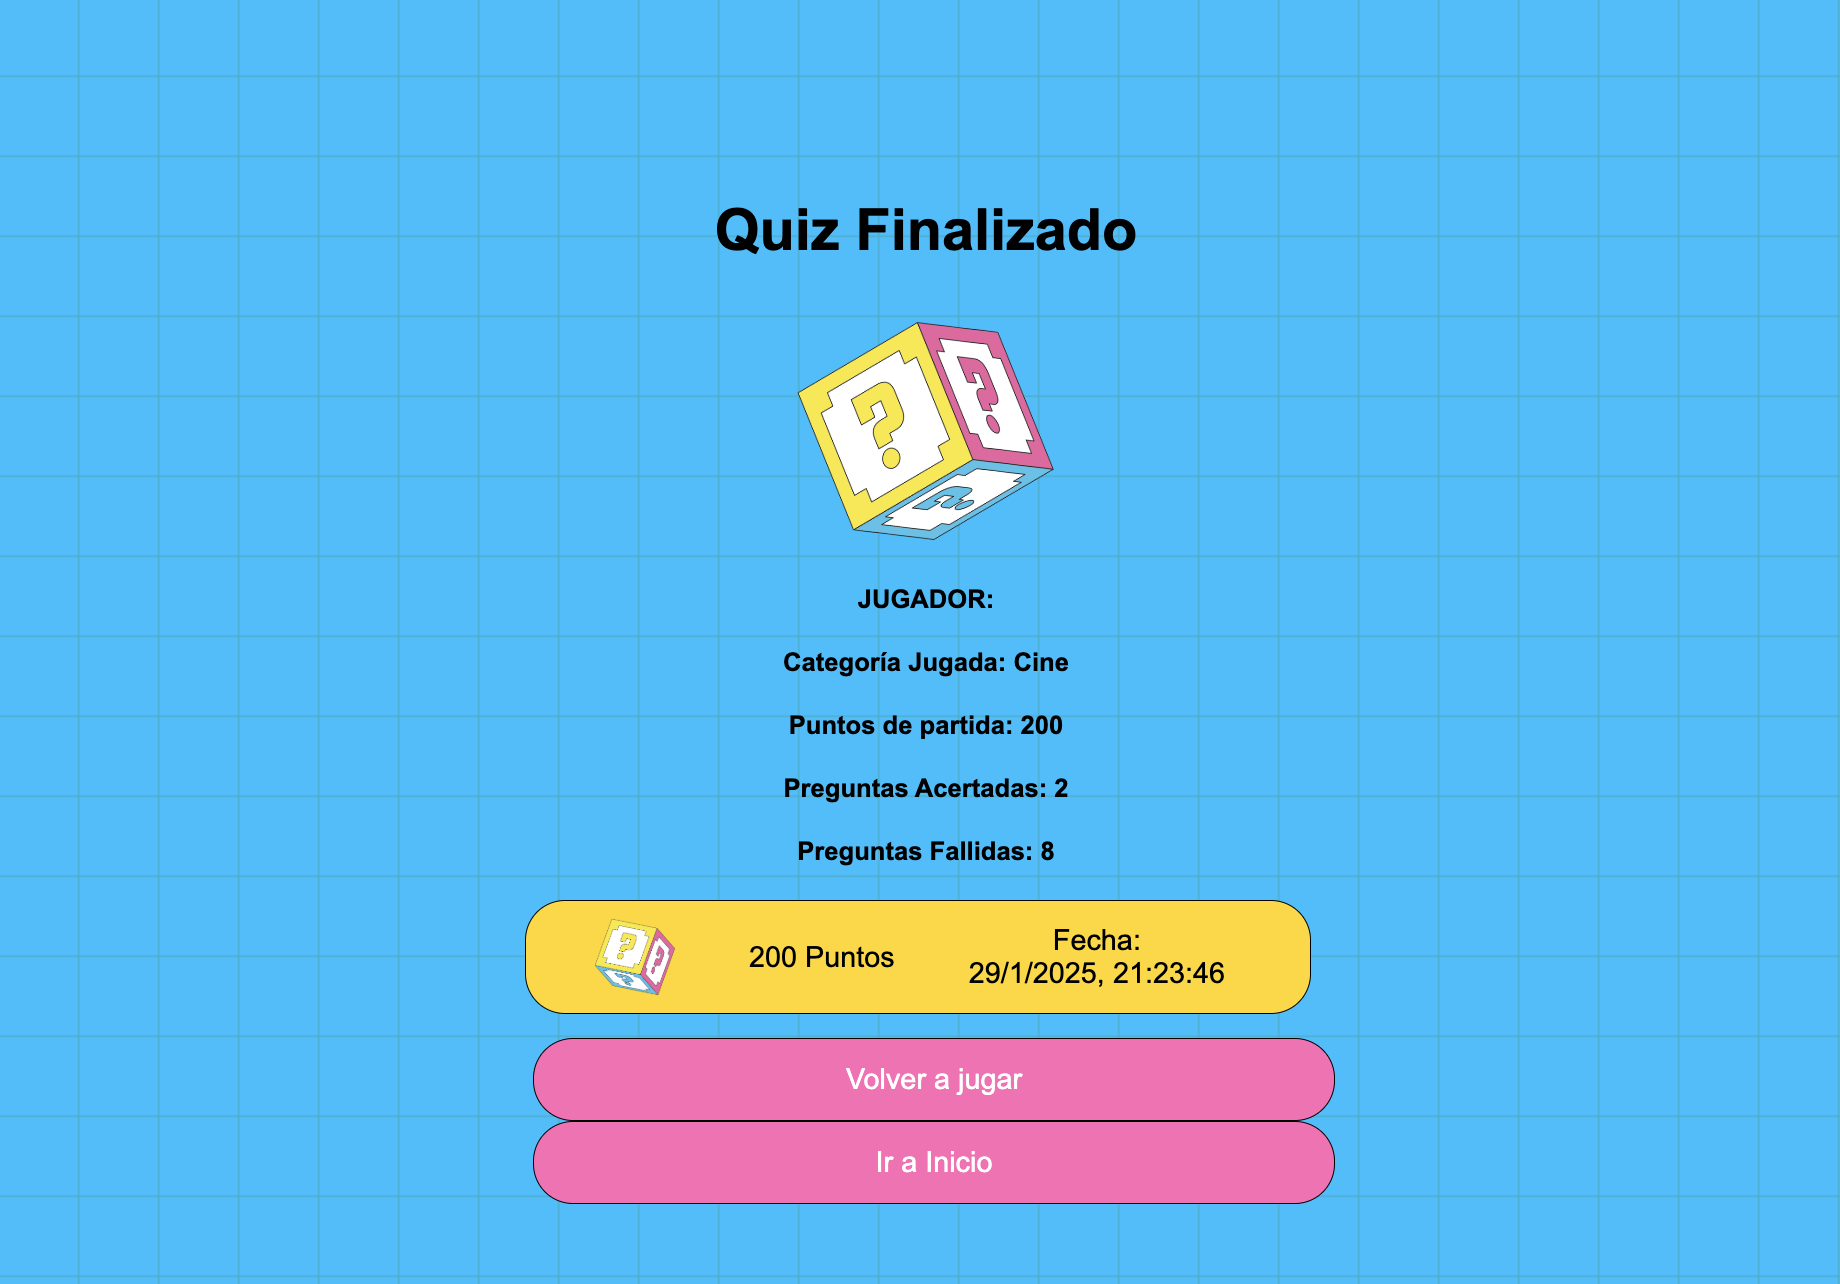 Quiz Finalizado
?
?
?
JUGADOR:
Categoría Jugada: Cine
Puntos de partida: 200
Preguntas Acertadas: 2
Preguntas Fallidas: 8
?
?
?
200 Puntos
Fecha:
29/1/2025, 21:23:46
Volver a jugar
Ir a Inicio